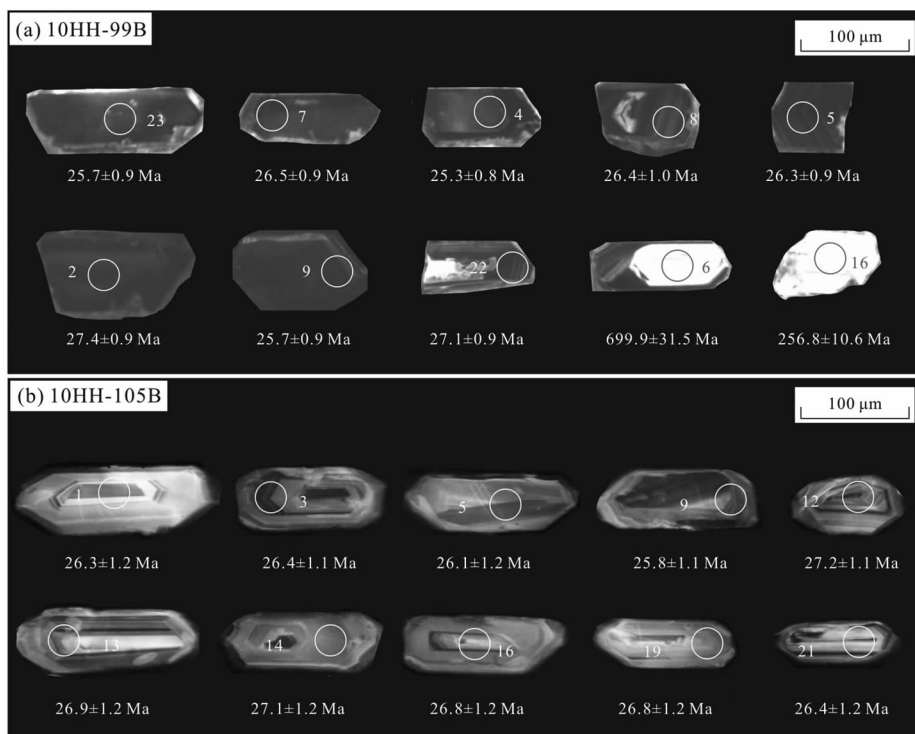 (a) 10HH-99B
100 μm
23 7 4 8 5
25.7±0.9 Ma 26.5±0.9 Ma 25.3±0.8 Ma 26.4±1.0 Ma 26.3±0.9 Ma
2 9 22 6 16
27.4±0.9 Ma 25.7±0.9 Ma 27.1±0.9 Ma 699.9±31.5 Ma 256.8±10.6 Ma
(b) 10HH-105B
100 μm
1 3 5 9 12
26.3±1.2 Ma 26.4±1.1 Ma 26.1±1.2 Ma 25.8±1.1 Ma 27.2±1.1 Ma
13 14 16 19 21
26.9±1.2 Ma 27.1±1.2 Ma 26.8±1.2 Ma 26.8±1.2 Ma 26.4±1.2 Ma